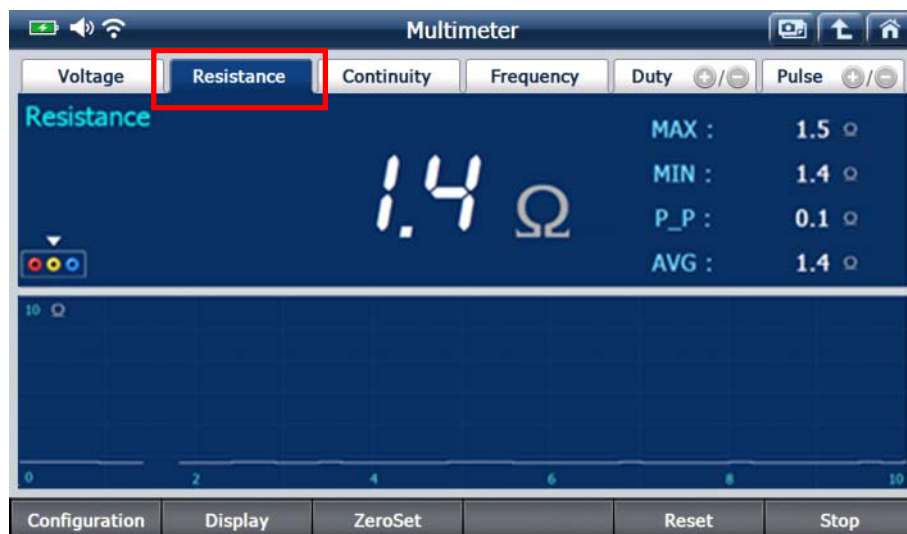 Multimeter
Voltage Resistance Continuity Frequency Duty +/- Pulse +/-
Resistance
1.4 Ω
MAX : 1.5 Ω
MIN : 1.4 Ω
P_P : 0.1 Ω
AVG : 1.4 Ω
10 Ω
0 2 4 6 8 10
Configuration Display ZeroSet Reset Stop